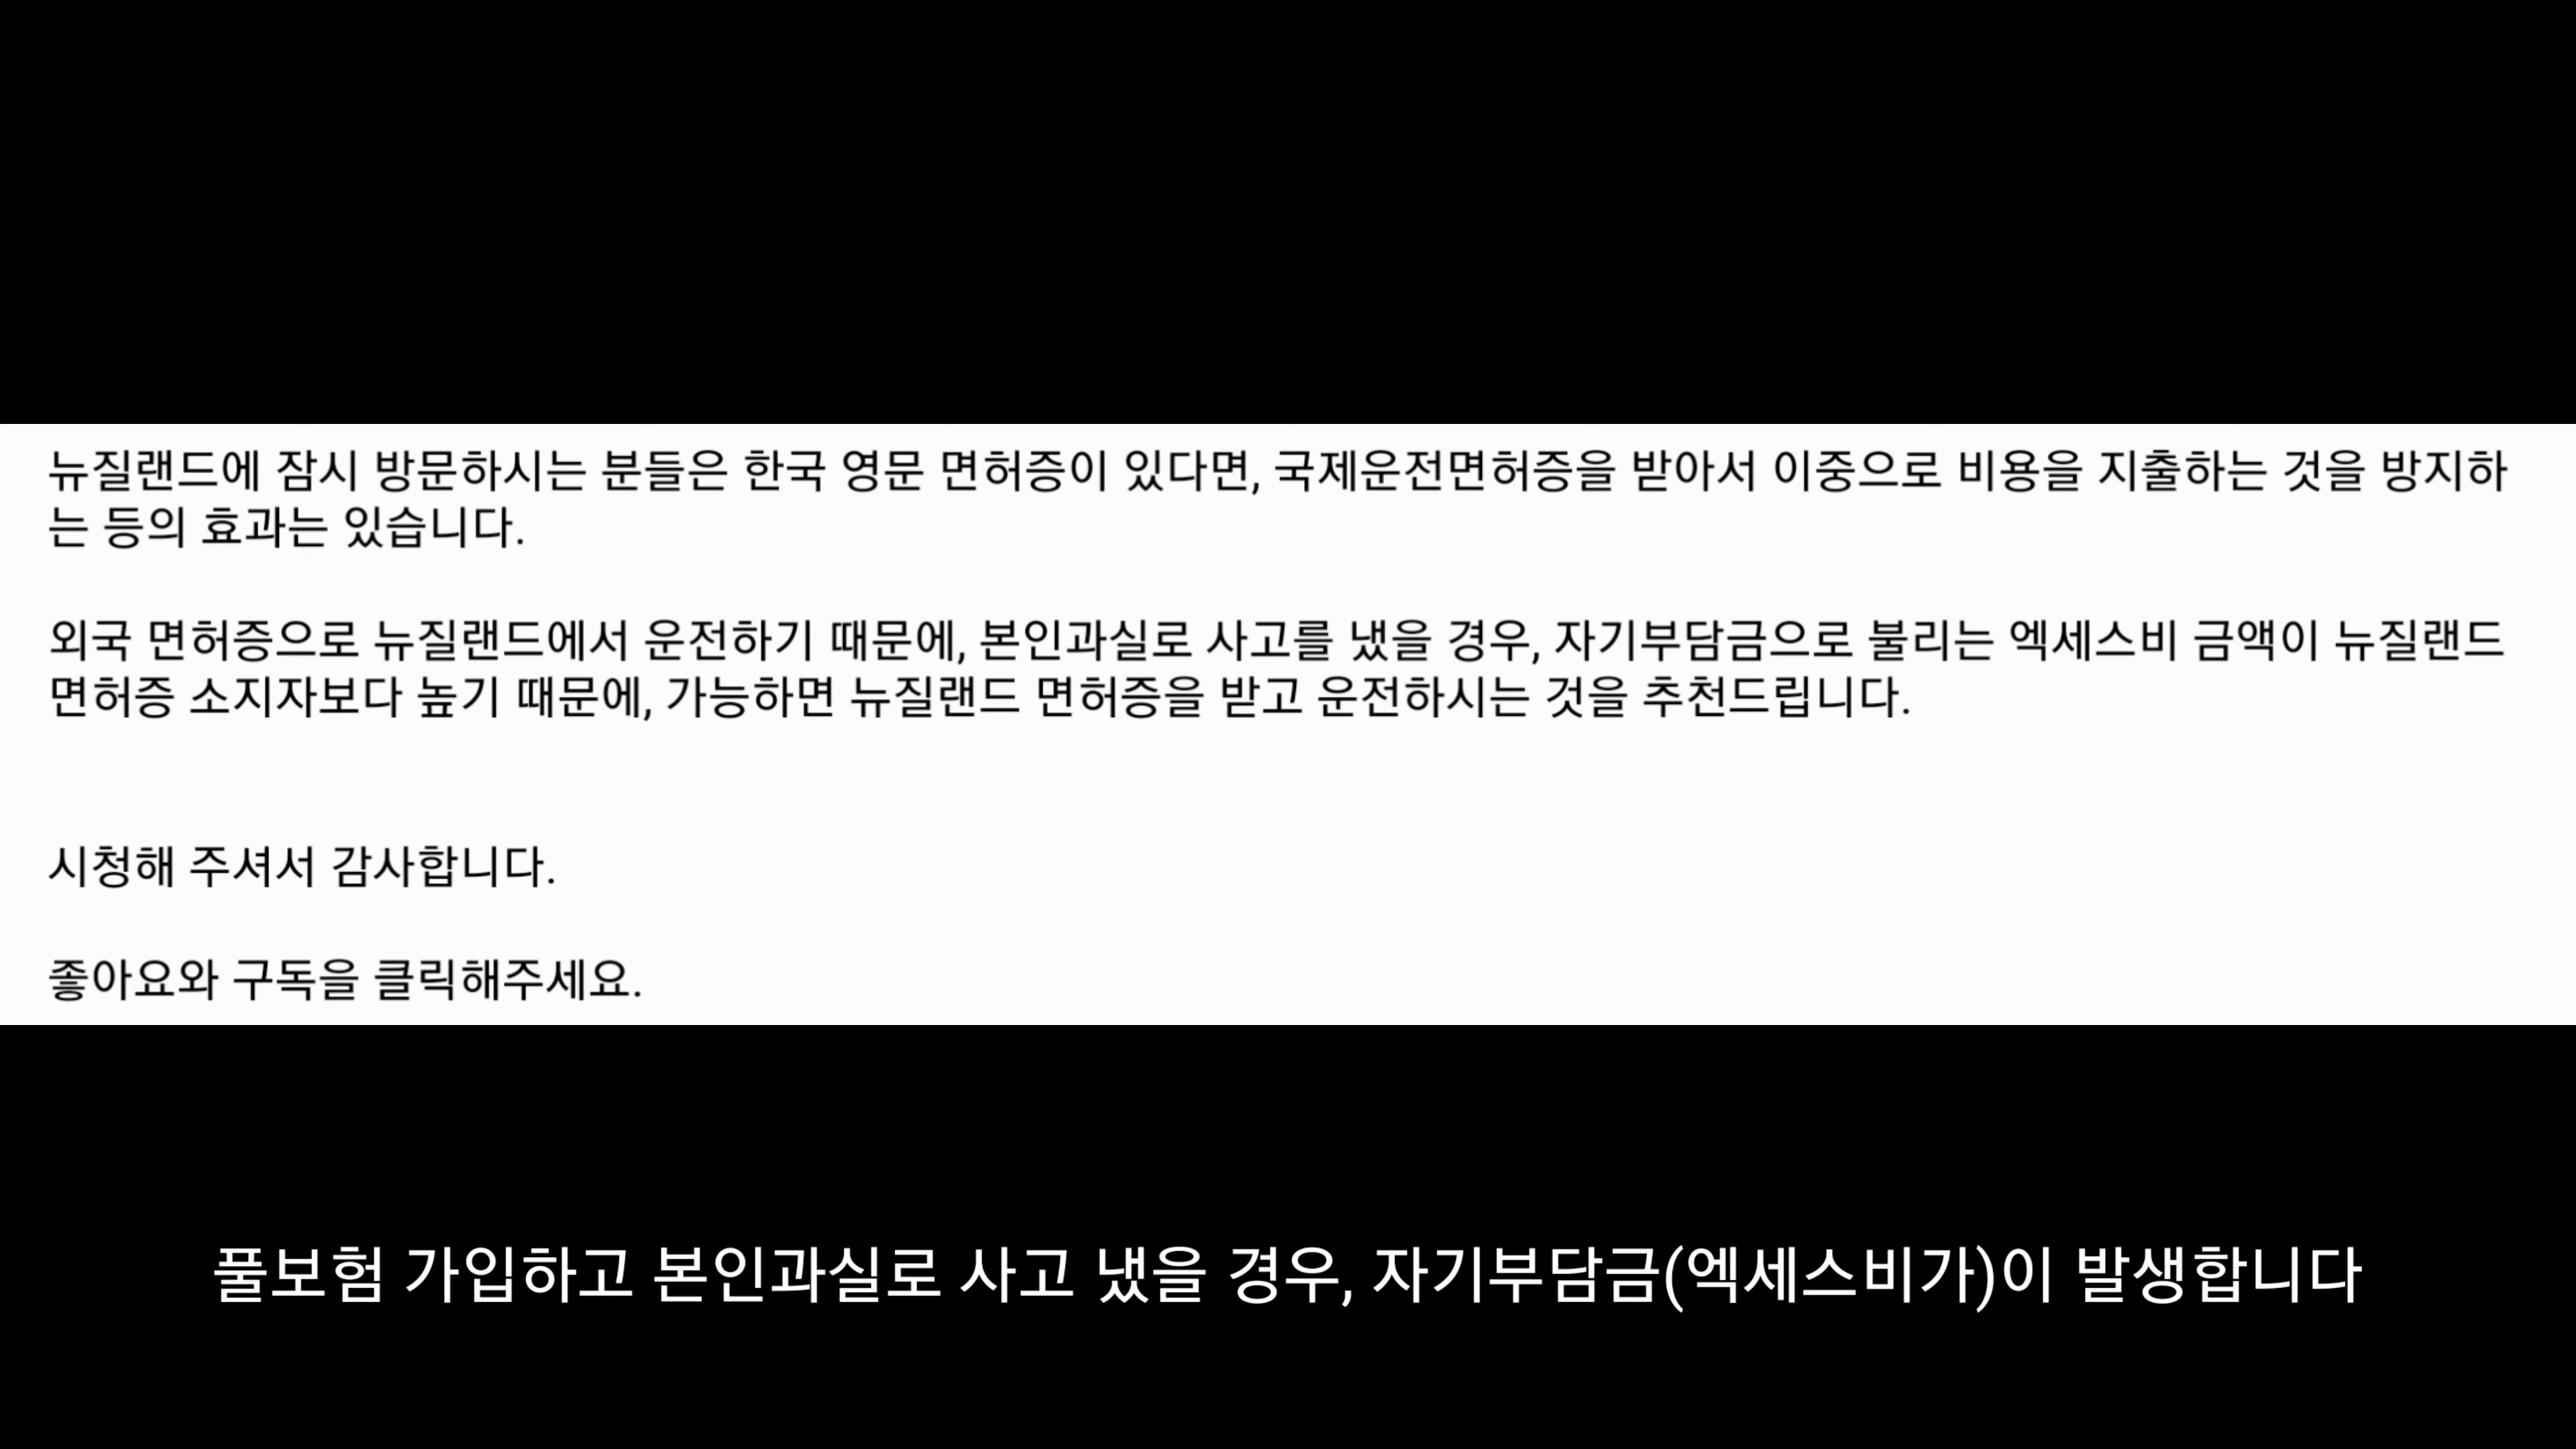 뉴질랜드에 잠시 방문하시는 분들은 한국 영문 면허증이 있다면, 국제운전면허증을 받아서 이중으로 비용을 지출하는 것을 방지하
는 등의 효과는 있습니다.
외국 면허증으로 뉴질랜드에서 운전하기 때문에, 본인과실로 사고를 냈을 경우, 자기부담금으로 불리는 엑세스비 금액이 뉴질랜드
면허증 소지자보다 높기 때문에, 가능하면 뉴질랜드 면허증을 받고 운전하시는 것을 추천드립니다.
시청해 주셔서 감사합니다.
좋아요와 구독을 클릭해주세요.
풀보험 가입하고 본인과실로 사고 냈을 경우, 자기부담금(엑세스비가)이 발생합니다